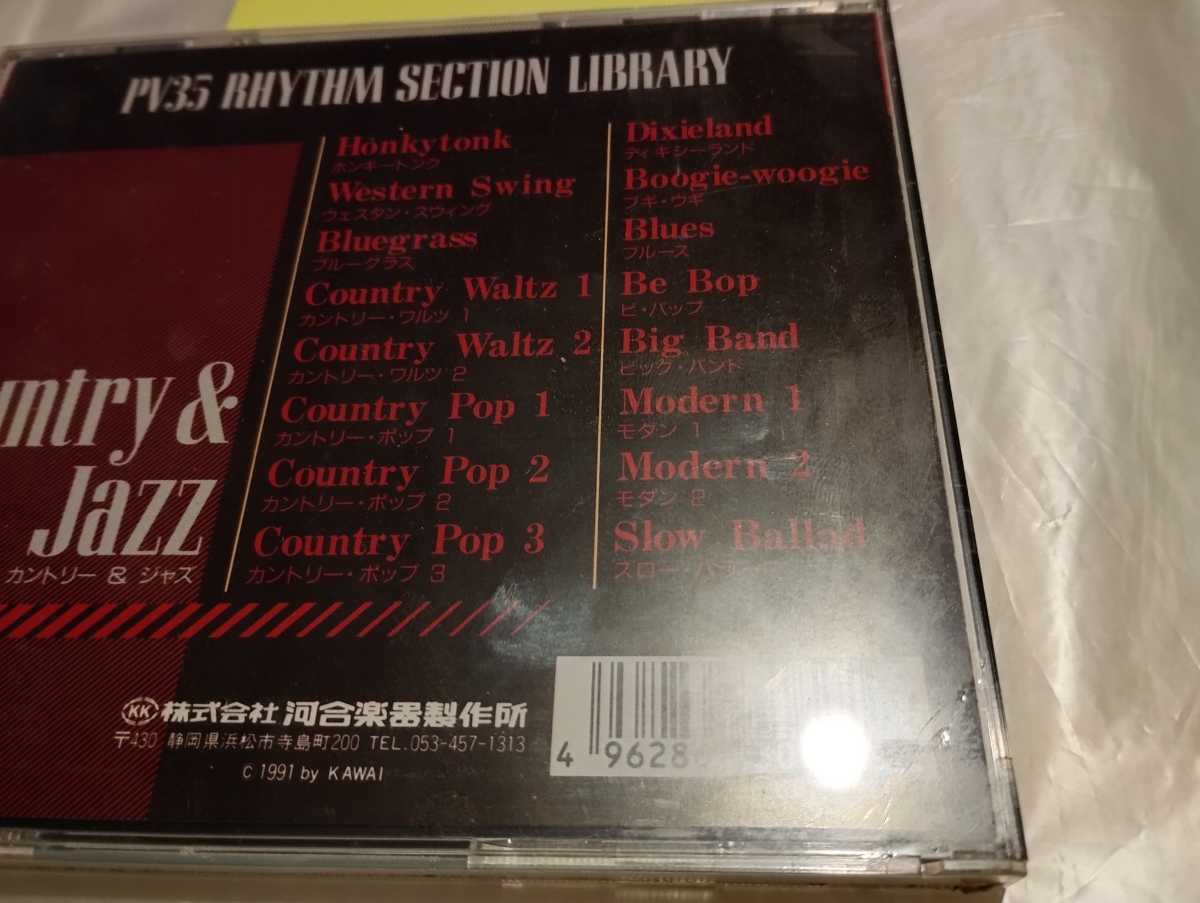 PV35 RHYTHM SECTION LIBRARY
Honkytonk
ホンキートンク
Western Swing
ウェスタン・スウィング
Bluegrass
ブルーグラス
Country Waltz 1
カントリー・ワルツ 1
Country Waltz 2
カントリー・ワルツ 2
Country Pop 1
カントリー・ポップ 1
Country Pop 2
カントリー・ポップ 2
Country Pop 3
カントリー・ポップ 3
Dixieland
ディキシーランド
Boogie-woogie
ブギ・ウギ
Blues
ブルース
Be Bop
ビ・バップ
Big Band
ビッグ・バンド
Modern 1
モダン 1
Modern 2
モダン 2
Slow Ballad
スロー・
untry &
Jazz
カントリー & ジャズ
KK 株式会社 河合楽器製作所
〒430 静岡県浜松市寺島町200 TEL.053-457-1313
© 1991 by KAWAI
4 9628